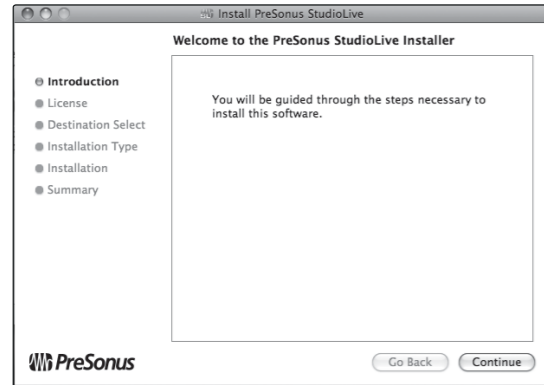 Install PreSonus StudioLive
Welcome to the PreSonus StudioLive Installer
Introduction
License
Destination Select
Installation Type
Installation
Summary
You will be guided through the steps necessary to
install this software.
PreSonus
Go Back
Continue